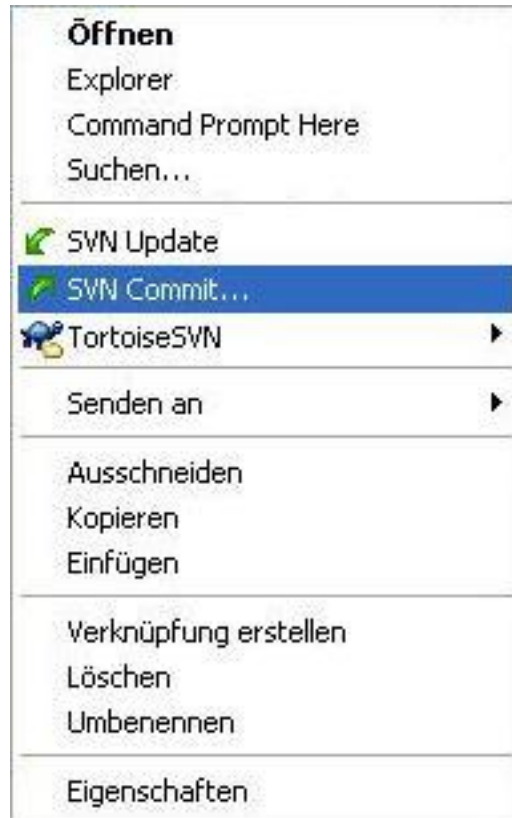 Öffnen
Explorer
Command Prompt Here
Suchen...
SVN Update
SVN Commit...
TortoiseSVN
Senden an
Ausschneiden
Kopieren
Einfügen
Verknüpfung erstellen
Löschen
Umbenennen
Eigenschaften